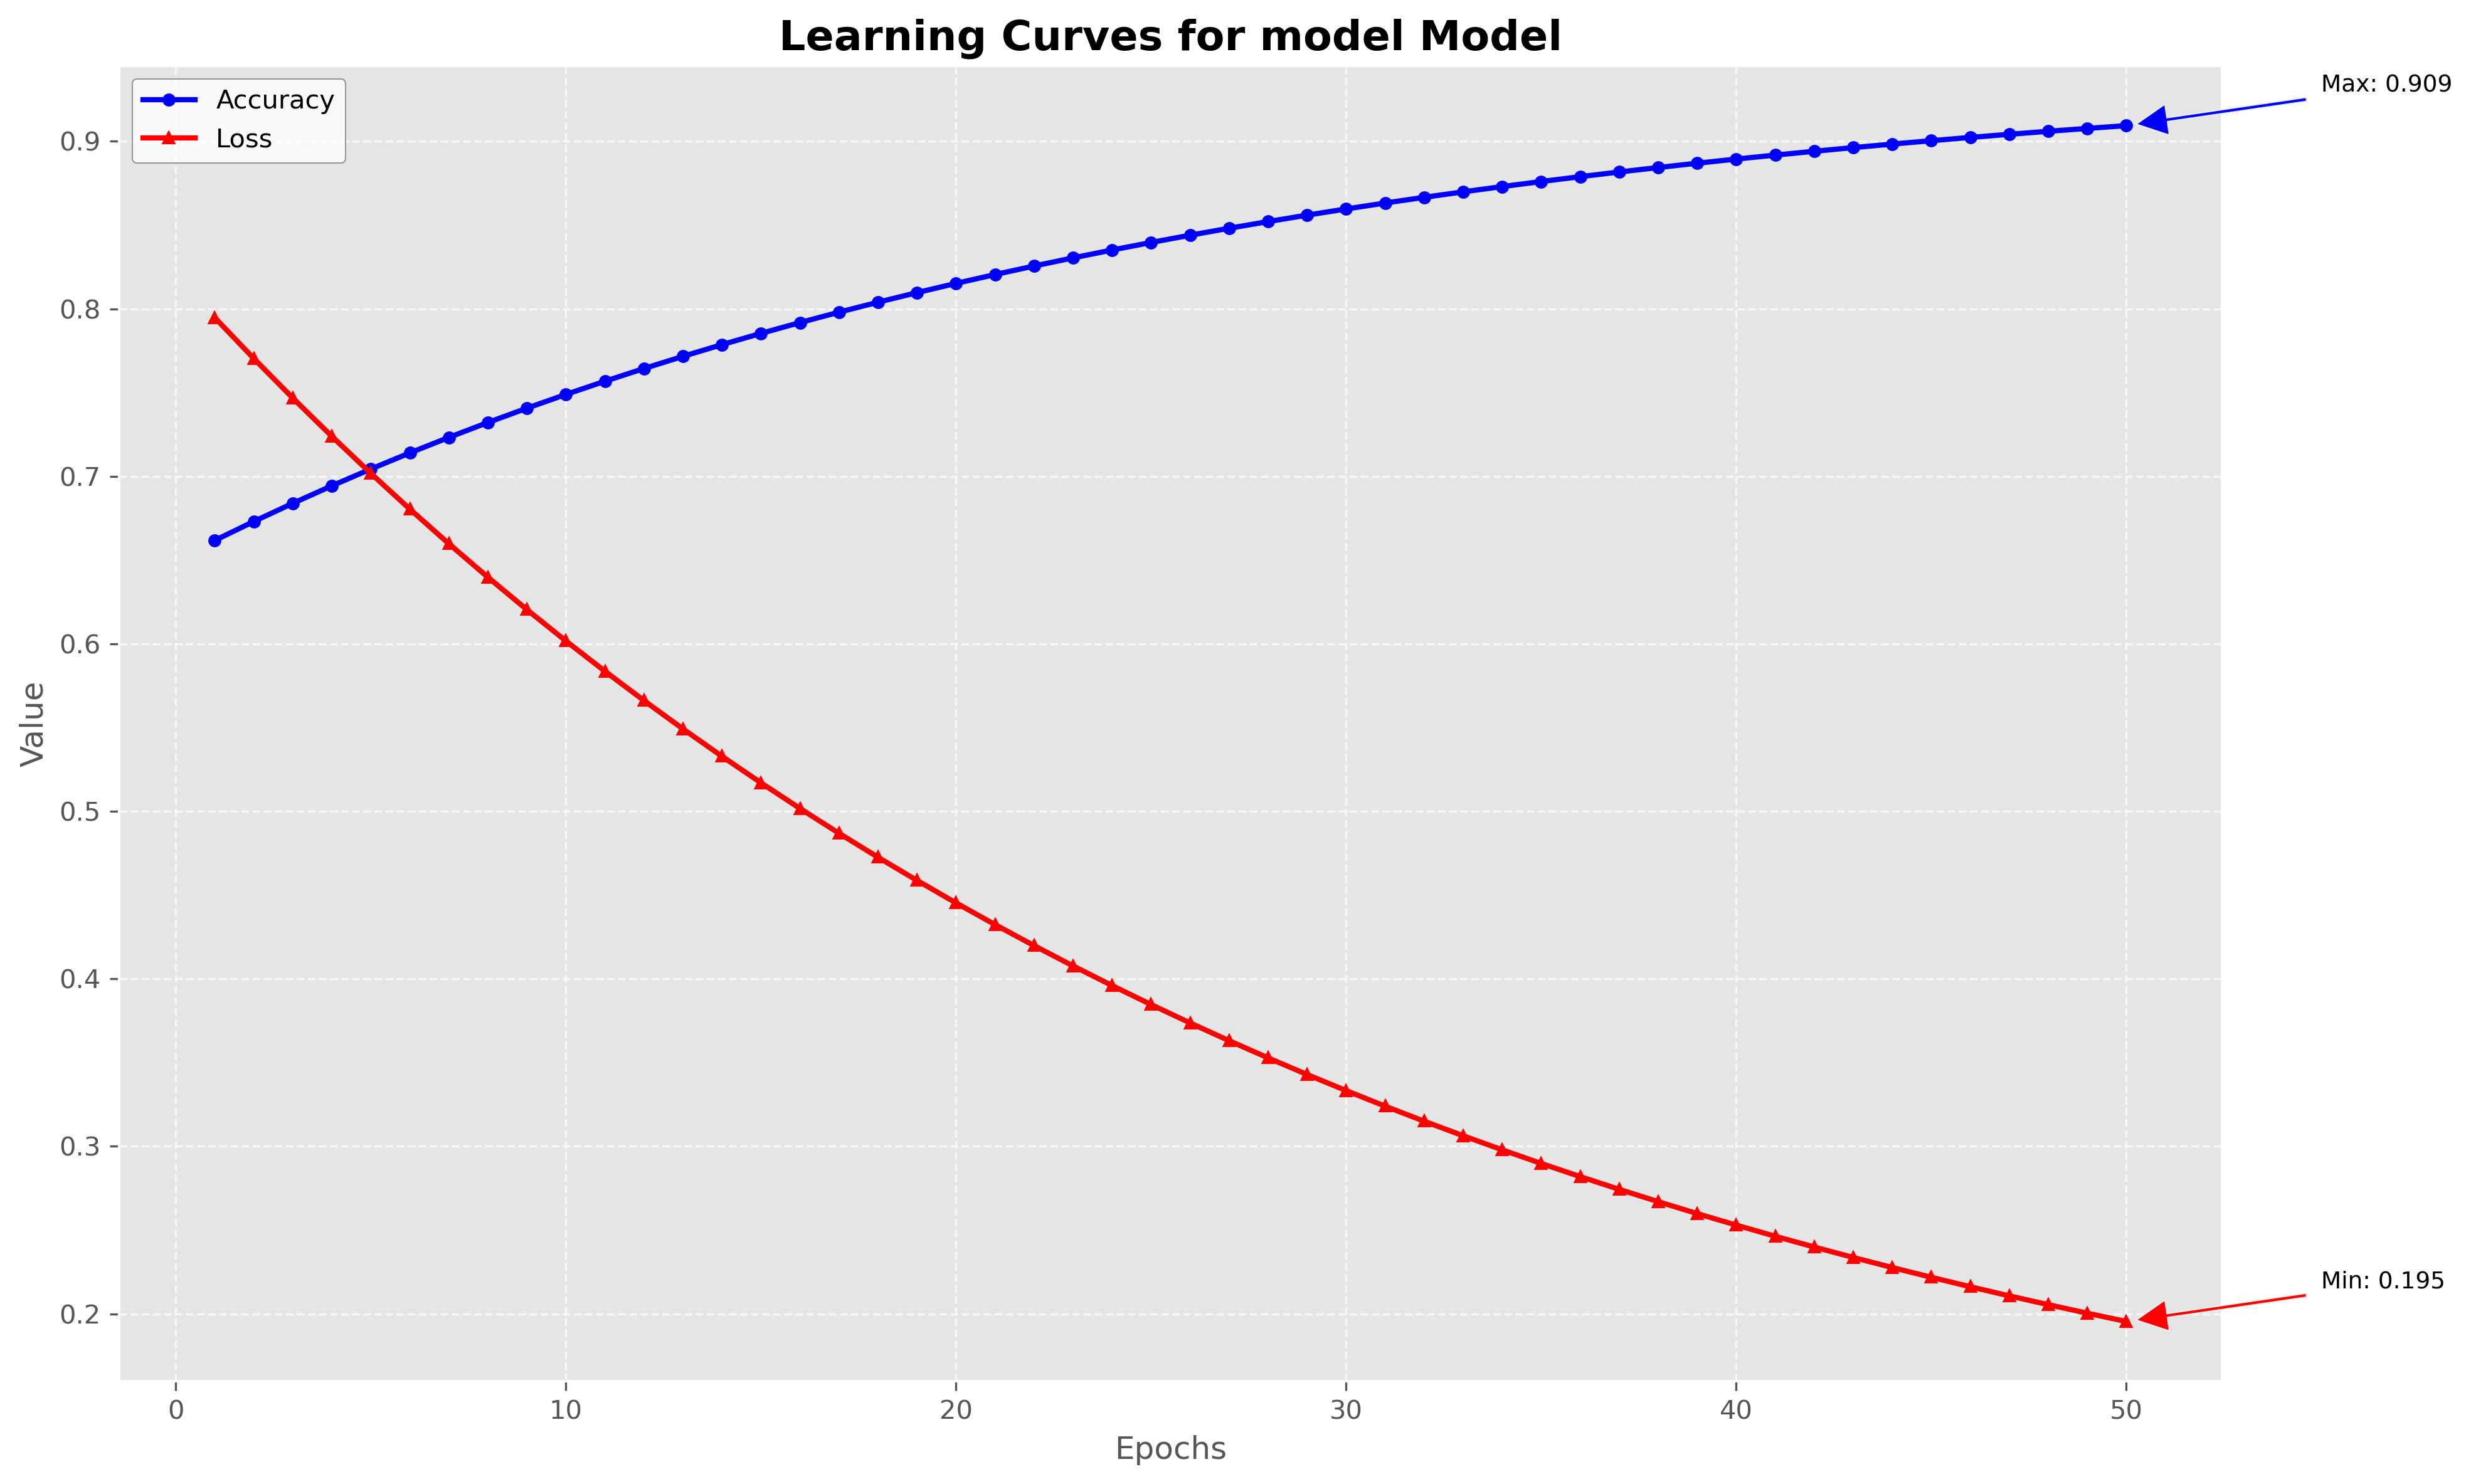 Learning Curves for model Model
Accuracy
Loss
Max: 0.909
Min: 0.195
Value
0.9
0.8
0.7
0.6
0.5
0.4
0.3
0.2
0
10
20
30
40
50
Epochs